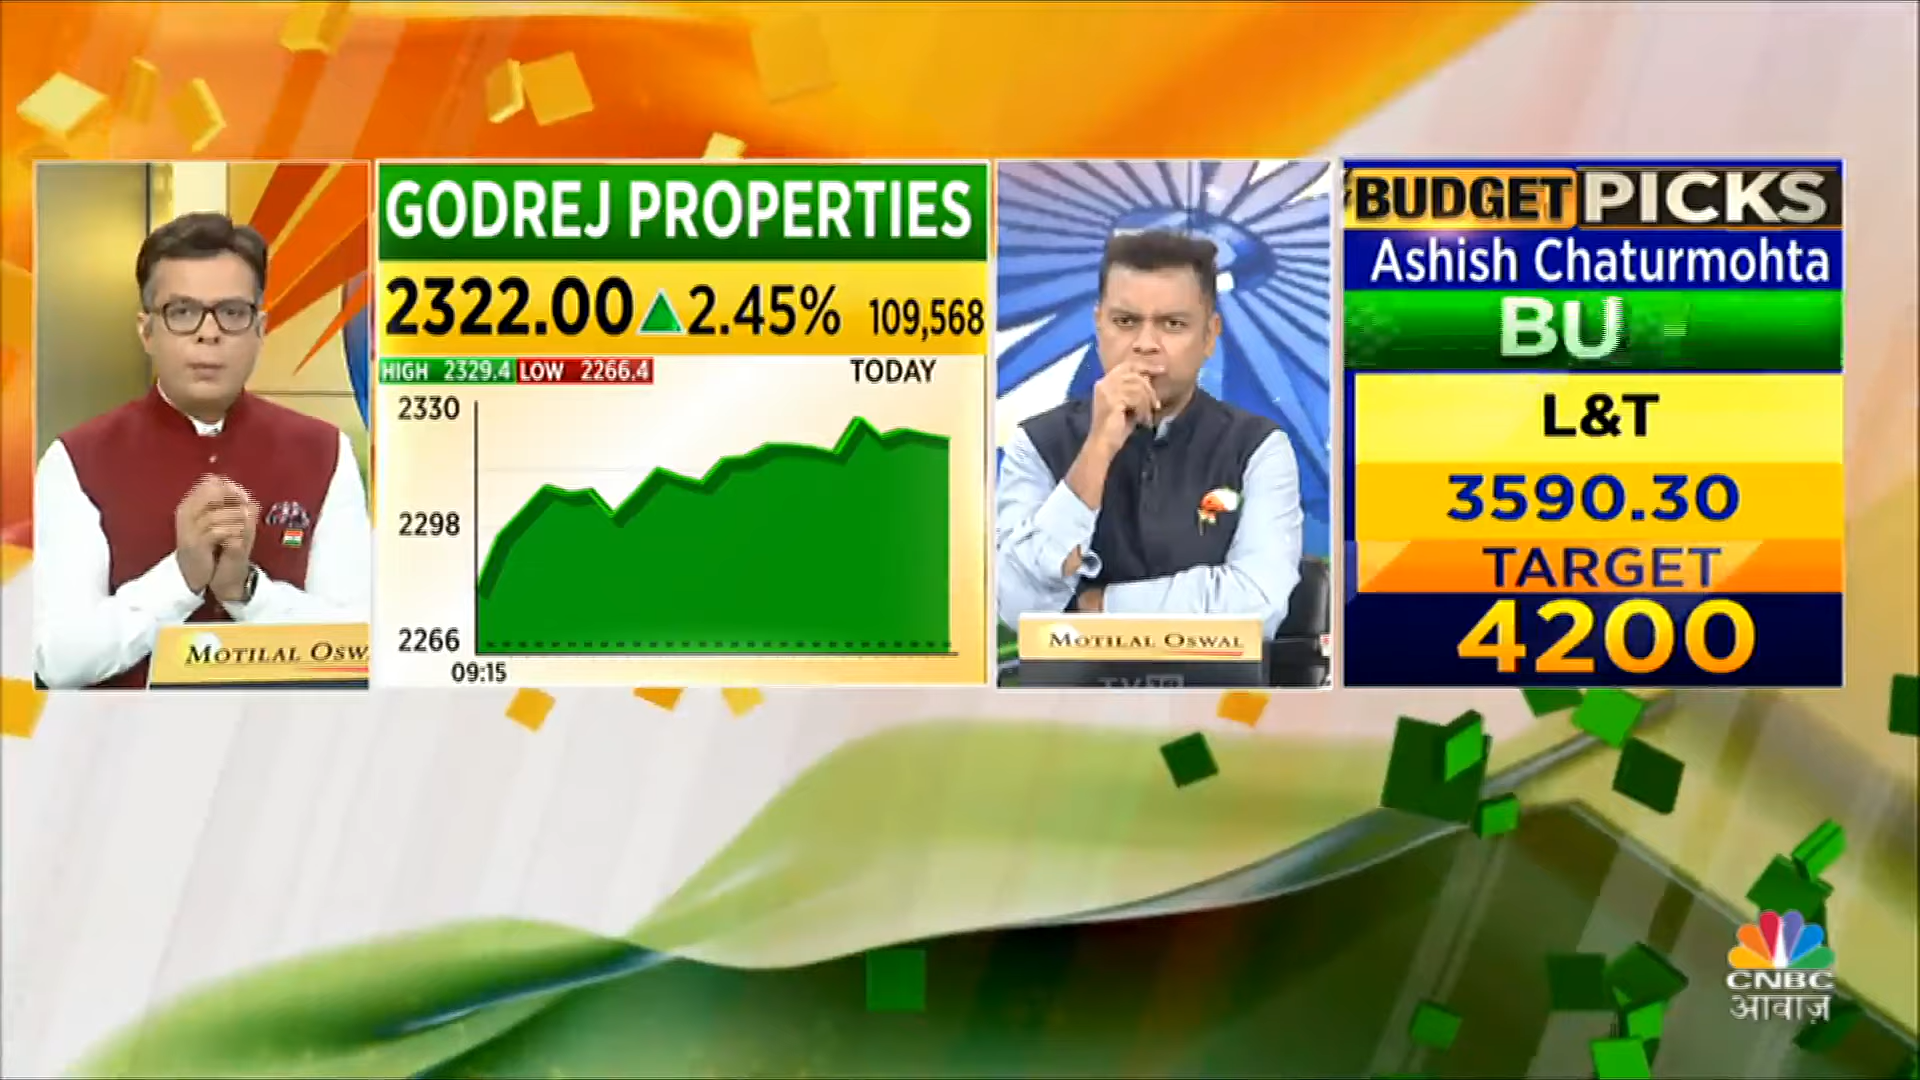 GODREJ PROPERTIES
2322.00 ▲ 2.45% 109,568
HIGH 2329.4 LOW 2266.4 TODAY
2330
2298
2266
09:15
MOTILAL OSW
MOTILAL OSWAL
BUDGET PICKS
Ashish Chaturmohta
BU
L&T
3590.30
TARGET
4200
CNBC
आवाज़